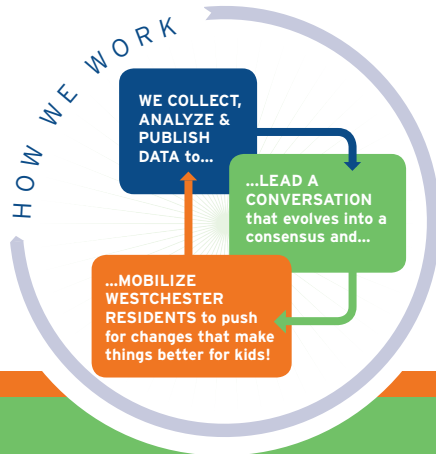 HOW WE WORK
WE COLLECT,
ANALYZE &
PUBLISH
DATA to...
...LEAD A
CONVERSATION
that evolves into a
consensus and...
...MOBILIZE
WESTCHESTER
RESIDENTS to push
for changes that make
things better for kids!